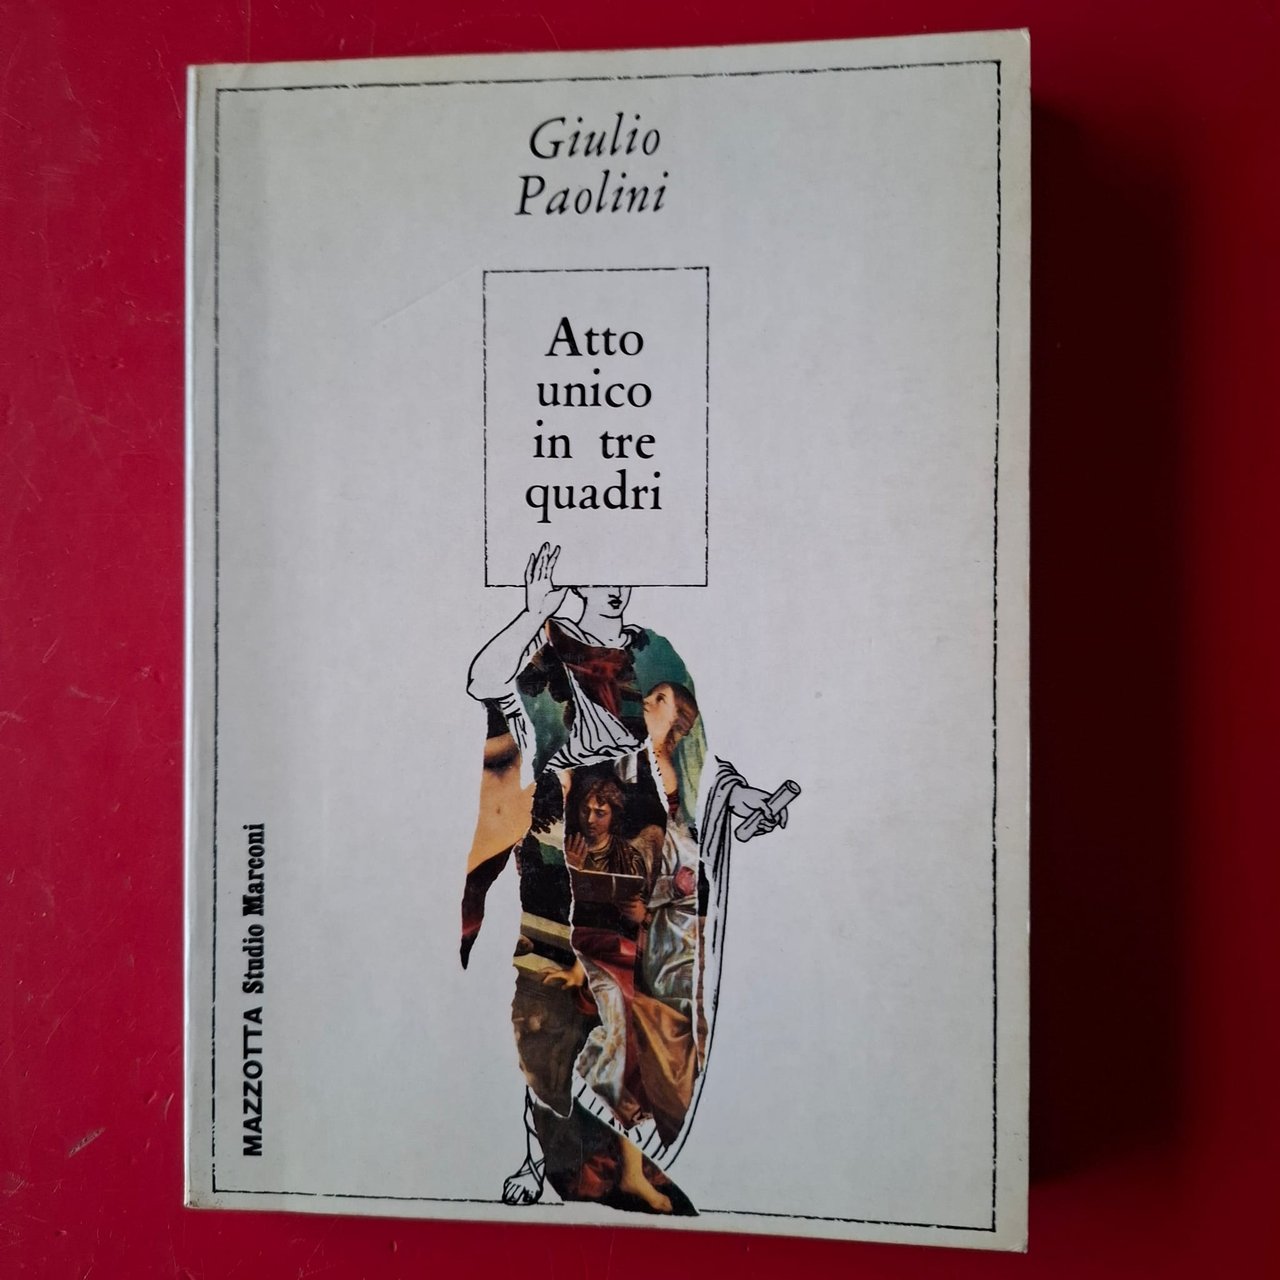 Giulio
Paolini
Atto
unico
in tre
quadri
MAZZOTTA Studio Marconi